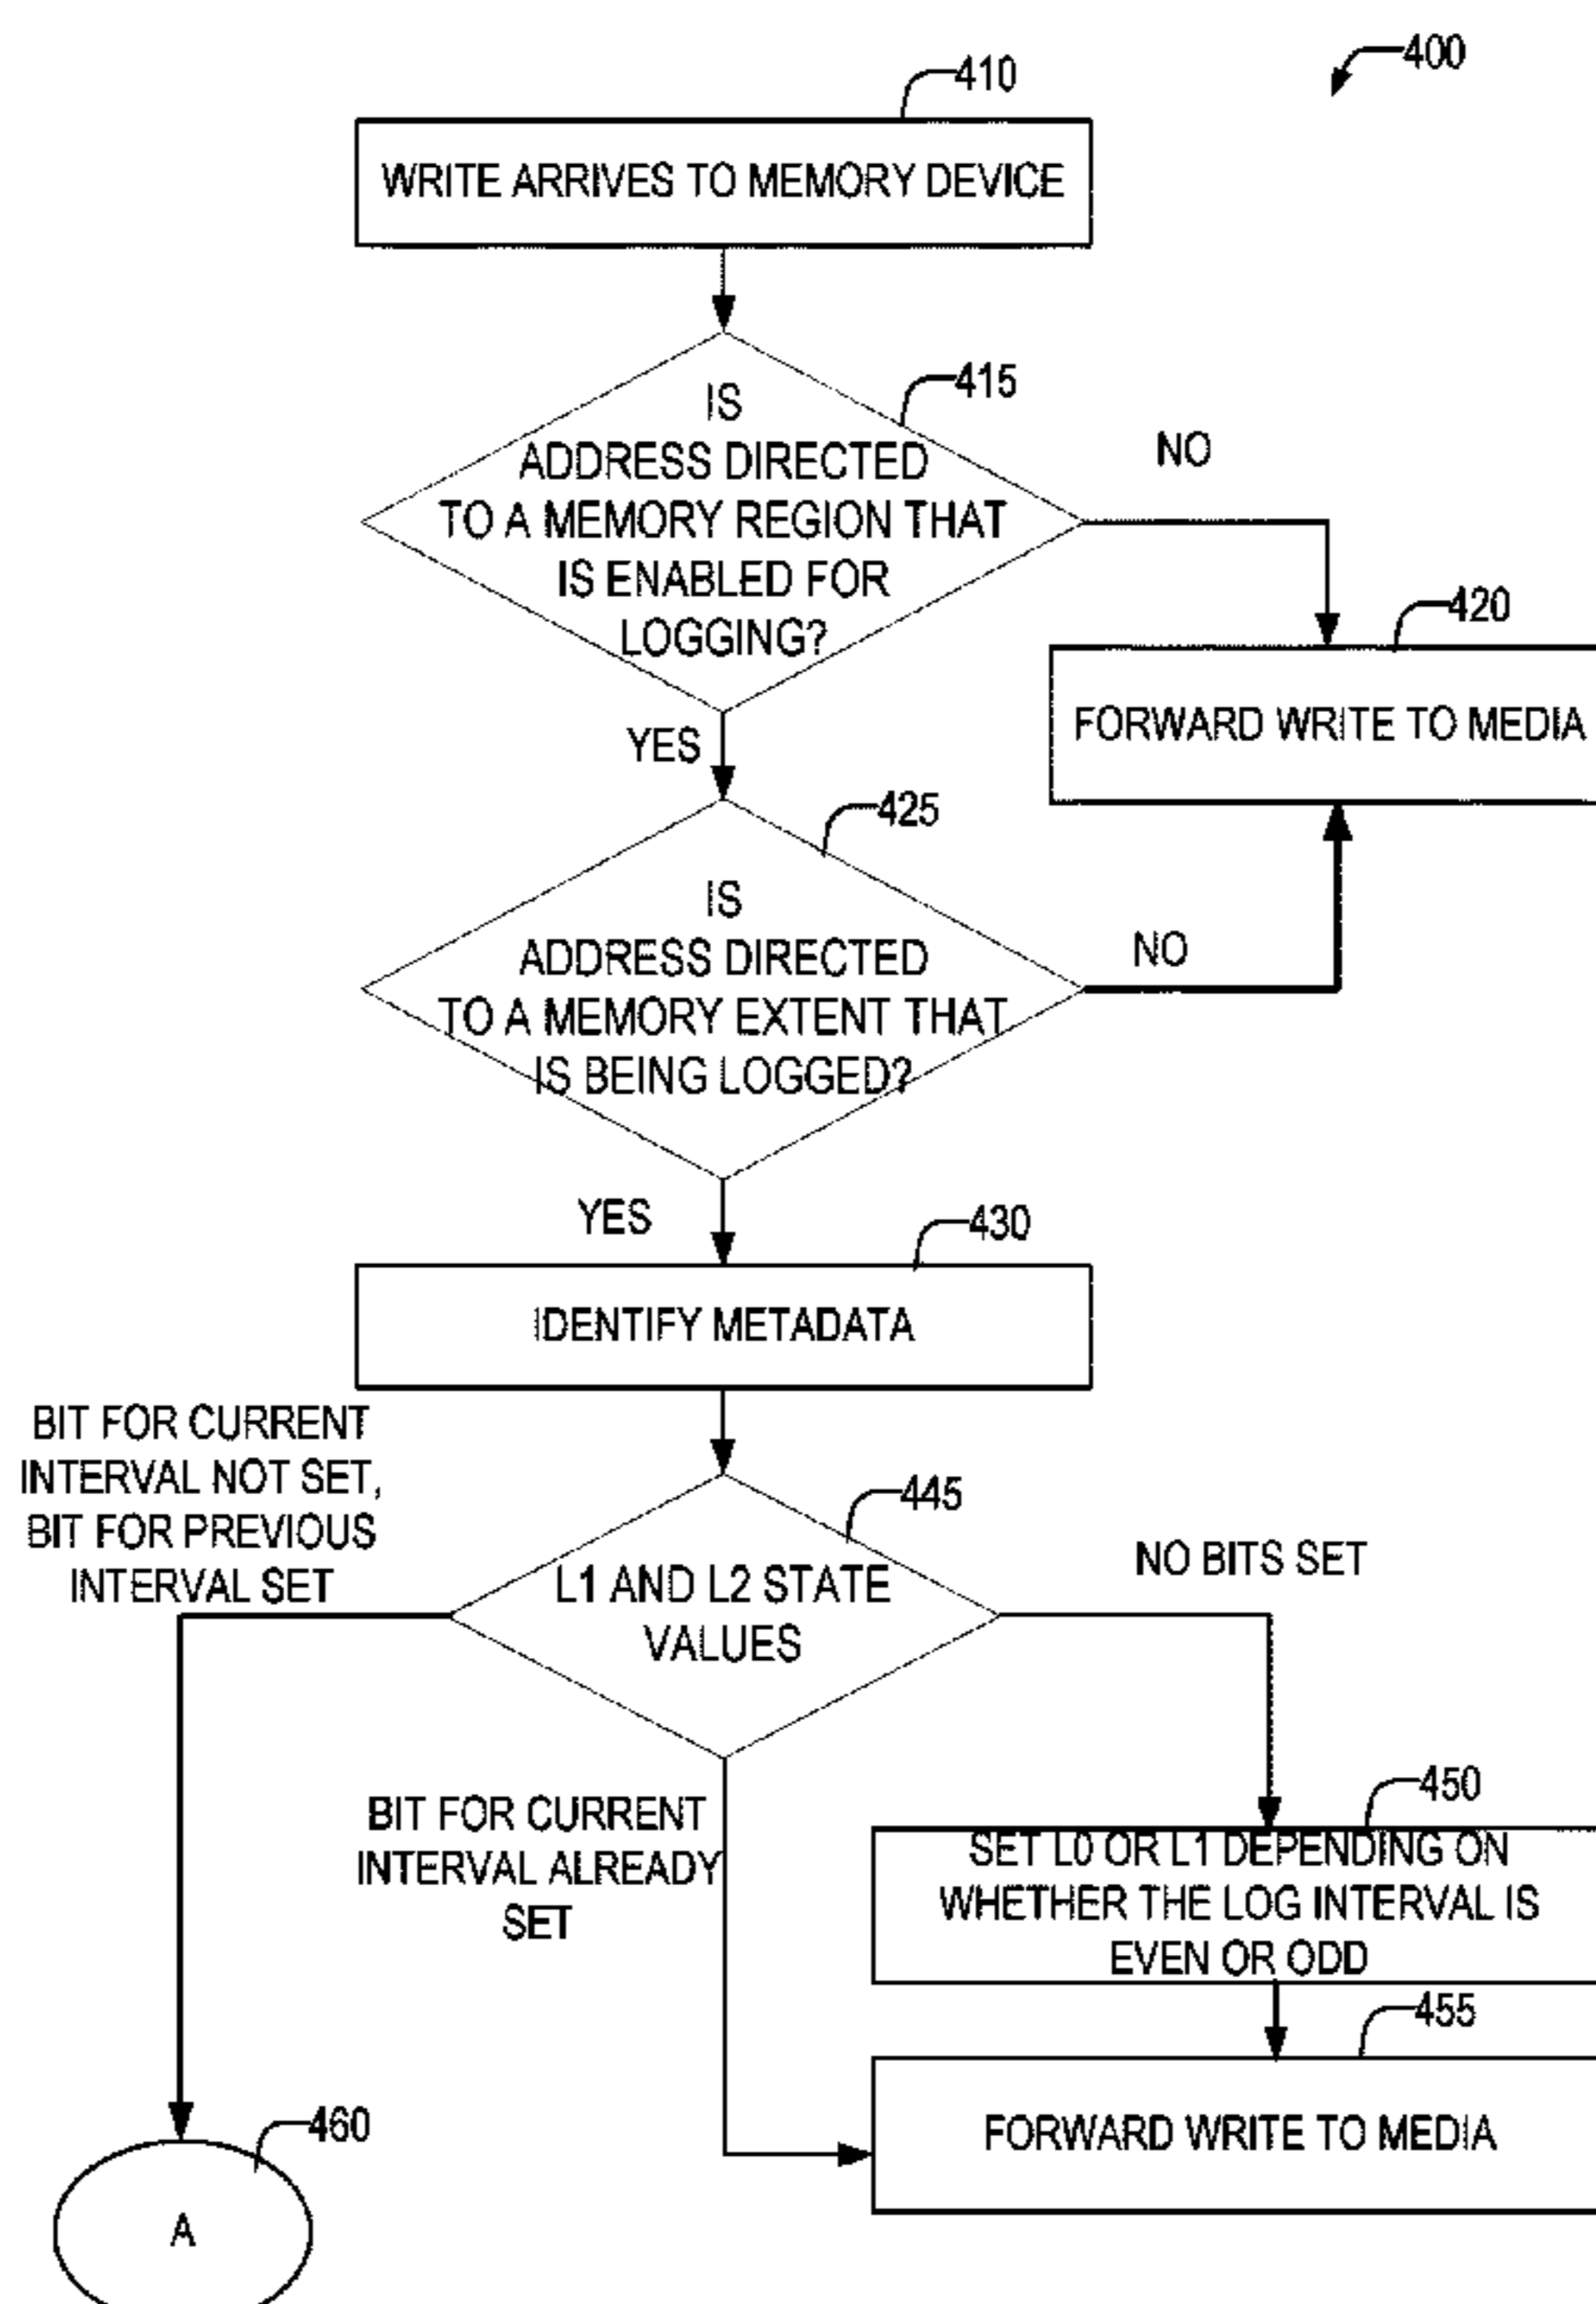 400
410
WRITE ARRIVES TO MEMORY DEVICE
415
IS
ADDRESS DIRECTED
TO A MEMORY REGION THAT
IS ENABLED FOR
LOGGING?
NO
420
FORWARD WRITE TO MEDIA
YES
425
IS
ADDRESS DIRECTED
TO A MEMORY EXTENT THAT
IS BEING LOGGED?
NO
YES
430
IDENTIFY METADATA
BIT FOR CURRENT
INTERVAL NOT SET,
BIT FOR PREVIOUS
INTERVAL SET
445
L1 AND L2 STATE
VALUES
NO BITS SET
BIT FOR CURRENT
INTERVAL ALREADY
SET
450
SET L0 OR L1 DEPENDING ON
WHETHER THE LOG INTERVAL IS
EVEN OR ODD
455
FORWARD WRITE TO MEDIA
460
A